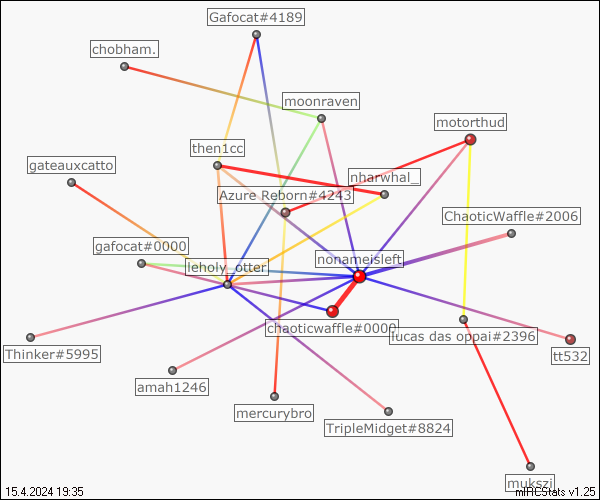 Gafocat#4189
chobham.
moonraven
motorthud
then1cc
gateauxcatto
nharwhal_
Azure Reborn#4243
ChaoticWaffle#2006
gafocat#0000
nonameisleft
leholy_otter
chaoticwaffle#0000
lucas das oppai#2396
Thinker#5995
tt532
amah1246
mercurybro
TripleMidget#8824
mukszi
15.4.2024 19:35
mIRCStats v1.25